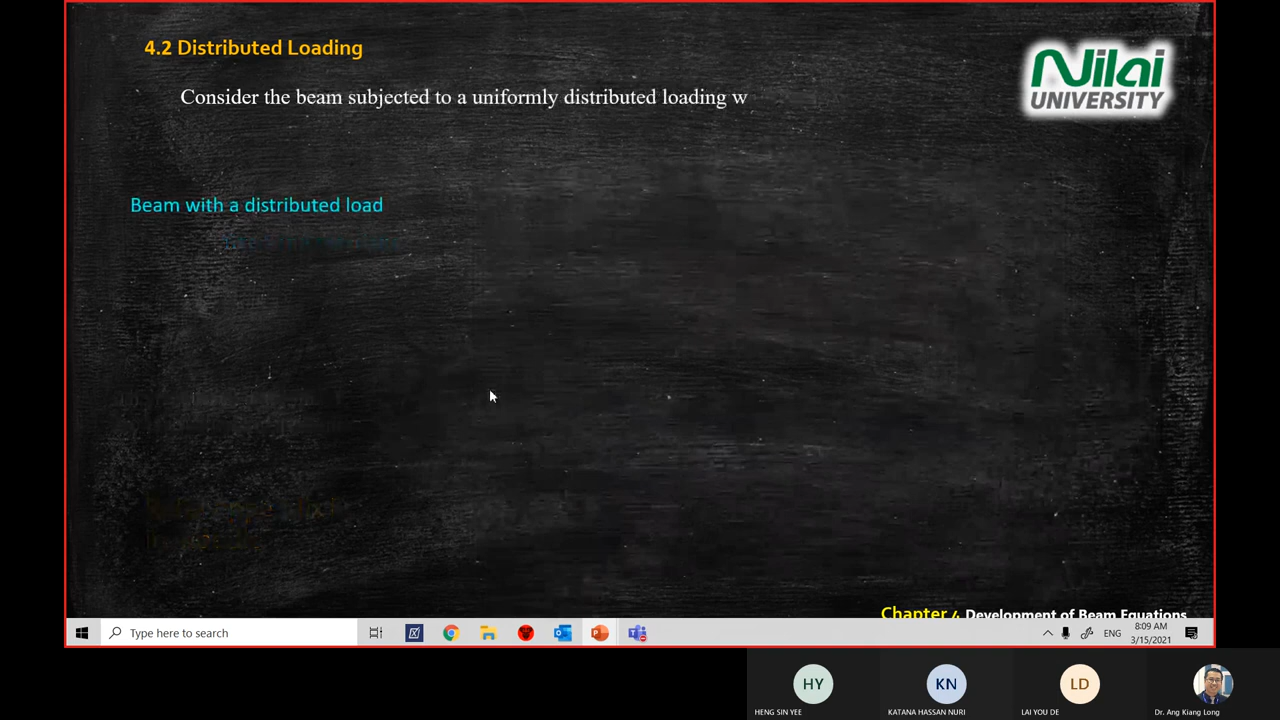 4.2 Distributed Loading
Nilai
UNIVERSITY
Consider the beam subjected to a uniformly distributed loading w
Beam with a distributed load
Chapter 4 Development of Beam Equations
Type here to search
ENG
8:09 AM
3/15/2021
HY
KN
LD
HENG SIN YEE
KATANA HASSAN NURI
LAI YOU DE
Dr. Ang Kiang Long